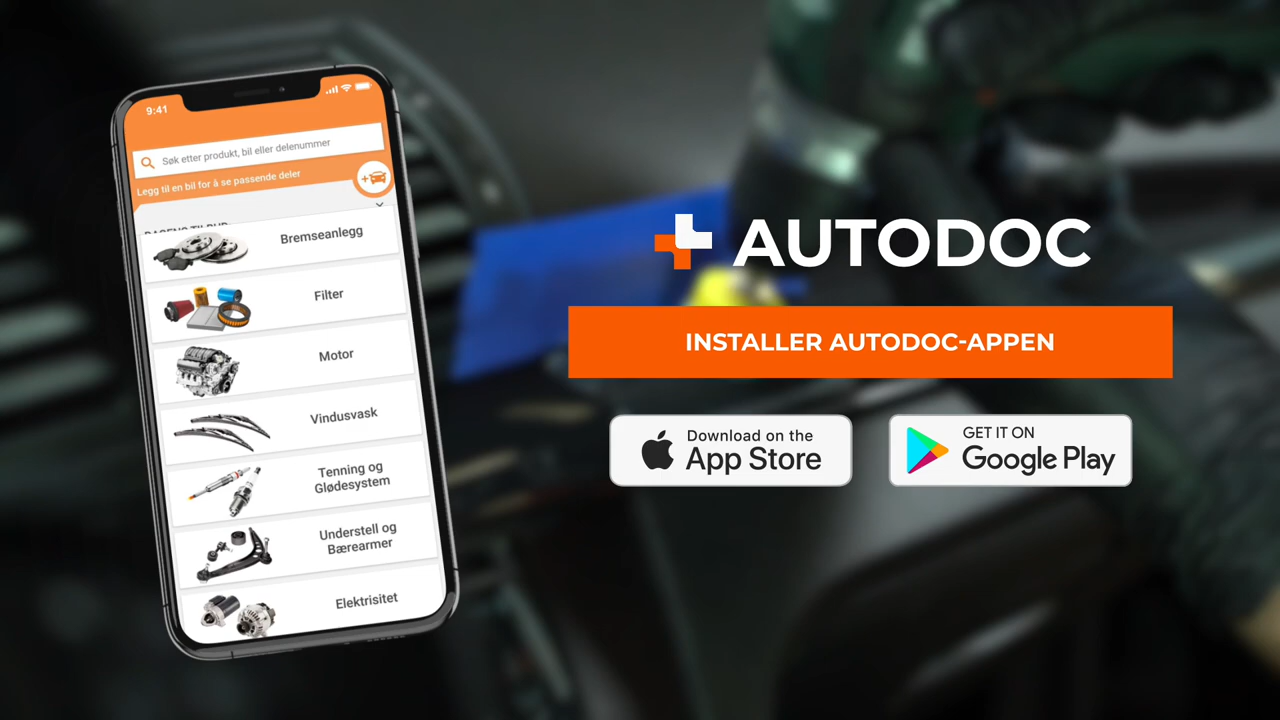 9:41
Søk etter produkt, bil eller delenummer
Legg til en bil for å se passende deler
Bremseanlegg
Filter
Motor
Vindusvask
Tenning og
Glødesystem
Understell og
Bærearmer
Elektrisitet
AUTODOC
INSTALLER AUTODOC-APPEN
Download on the
App Store
GET IT ON
Google Play